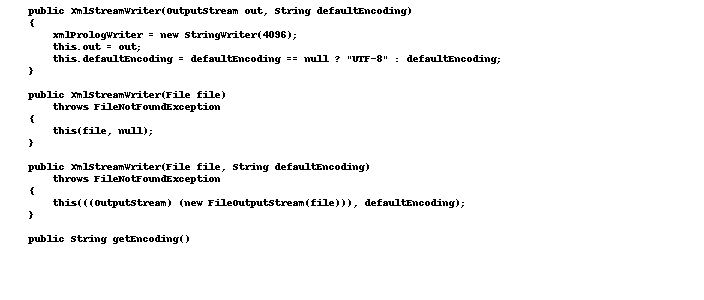 public XmlStreamWriter(OutputStream out, String defaultEncoding)
{
xmlPrologWriter = new StringWriter(4096);
this.out = out;
this.defaultEncoding = defaultEncoding == null ? "UTF-8" : defaultEncoding;
}
public XmlStreamWriter(File file)
throws FileNotFoundException
{
this(file, null);
}
public XmlStreamWriter(File file, String defaultEncoding)
throws FileNotFoundException
{
this(((OutputStream) (new FileOutputStream(file))), defaultEncoding);
}
public String getEncoding()